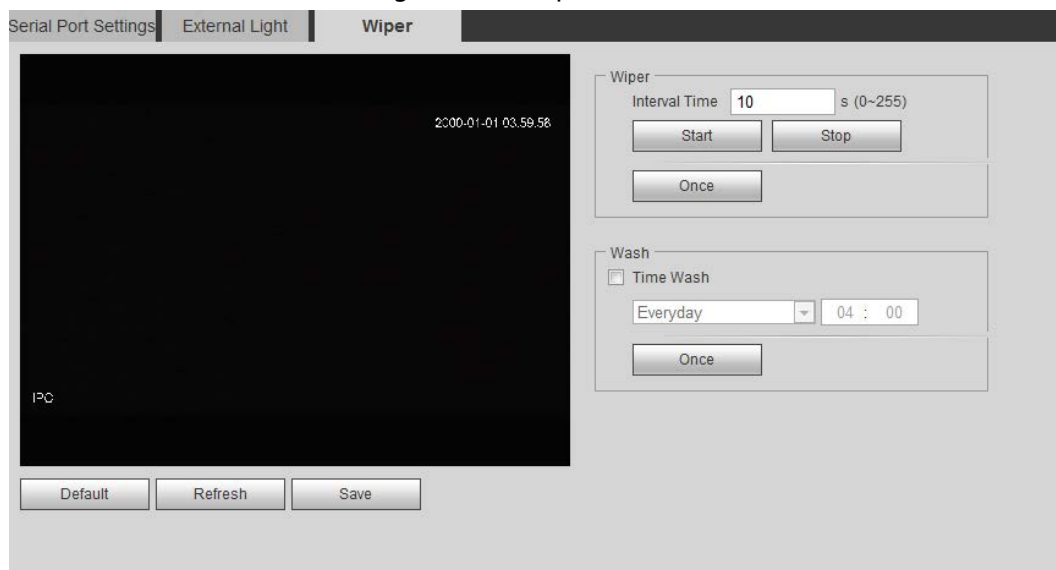 Serial Port Settings External Light Wiper
2000-01-01 03:59:58
IPC
Default Refresh Save
Wiper
Interval Time 10 s (0~255)
Start Stop
Once
Wash
Time Wash
Everyday 04 : 00
Once